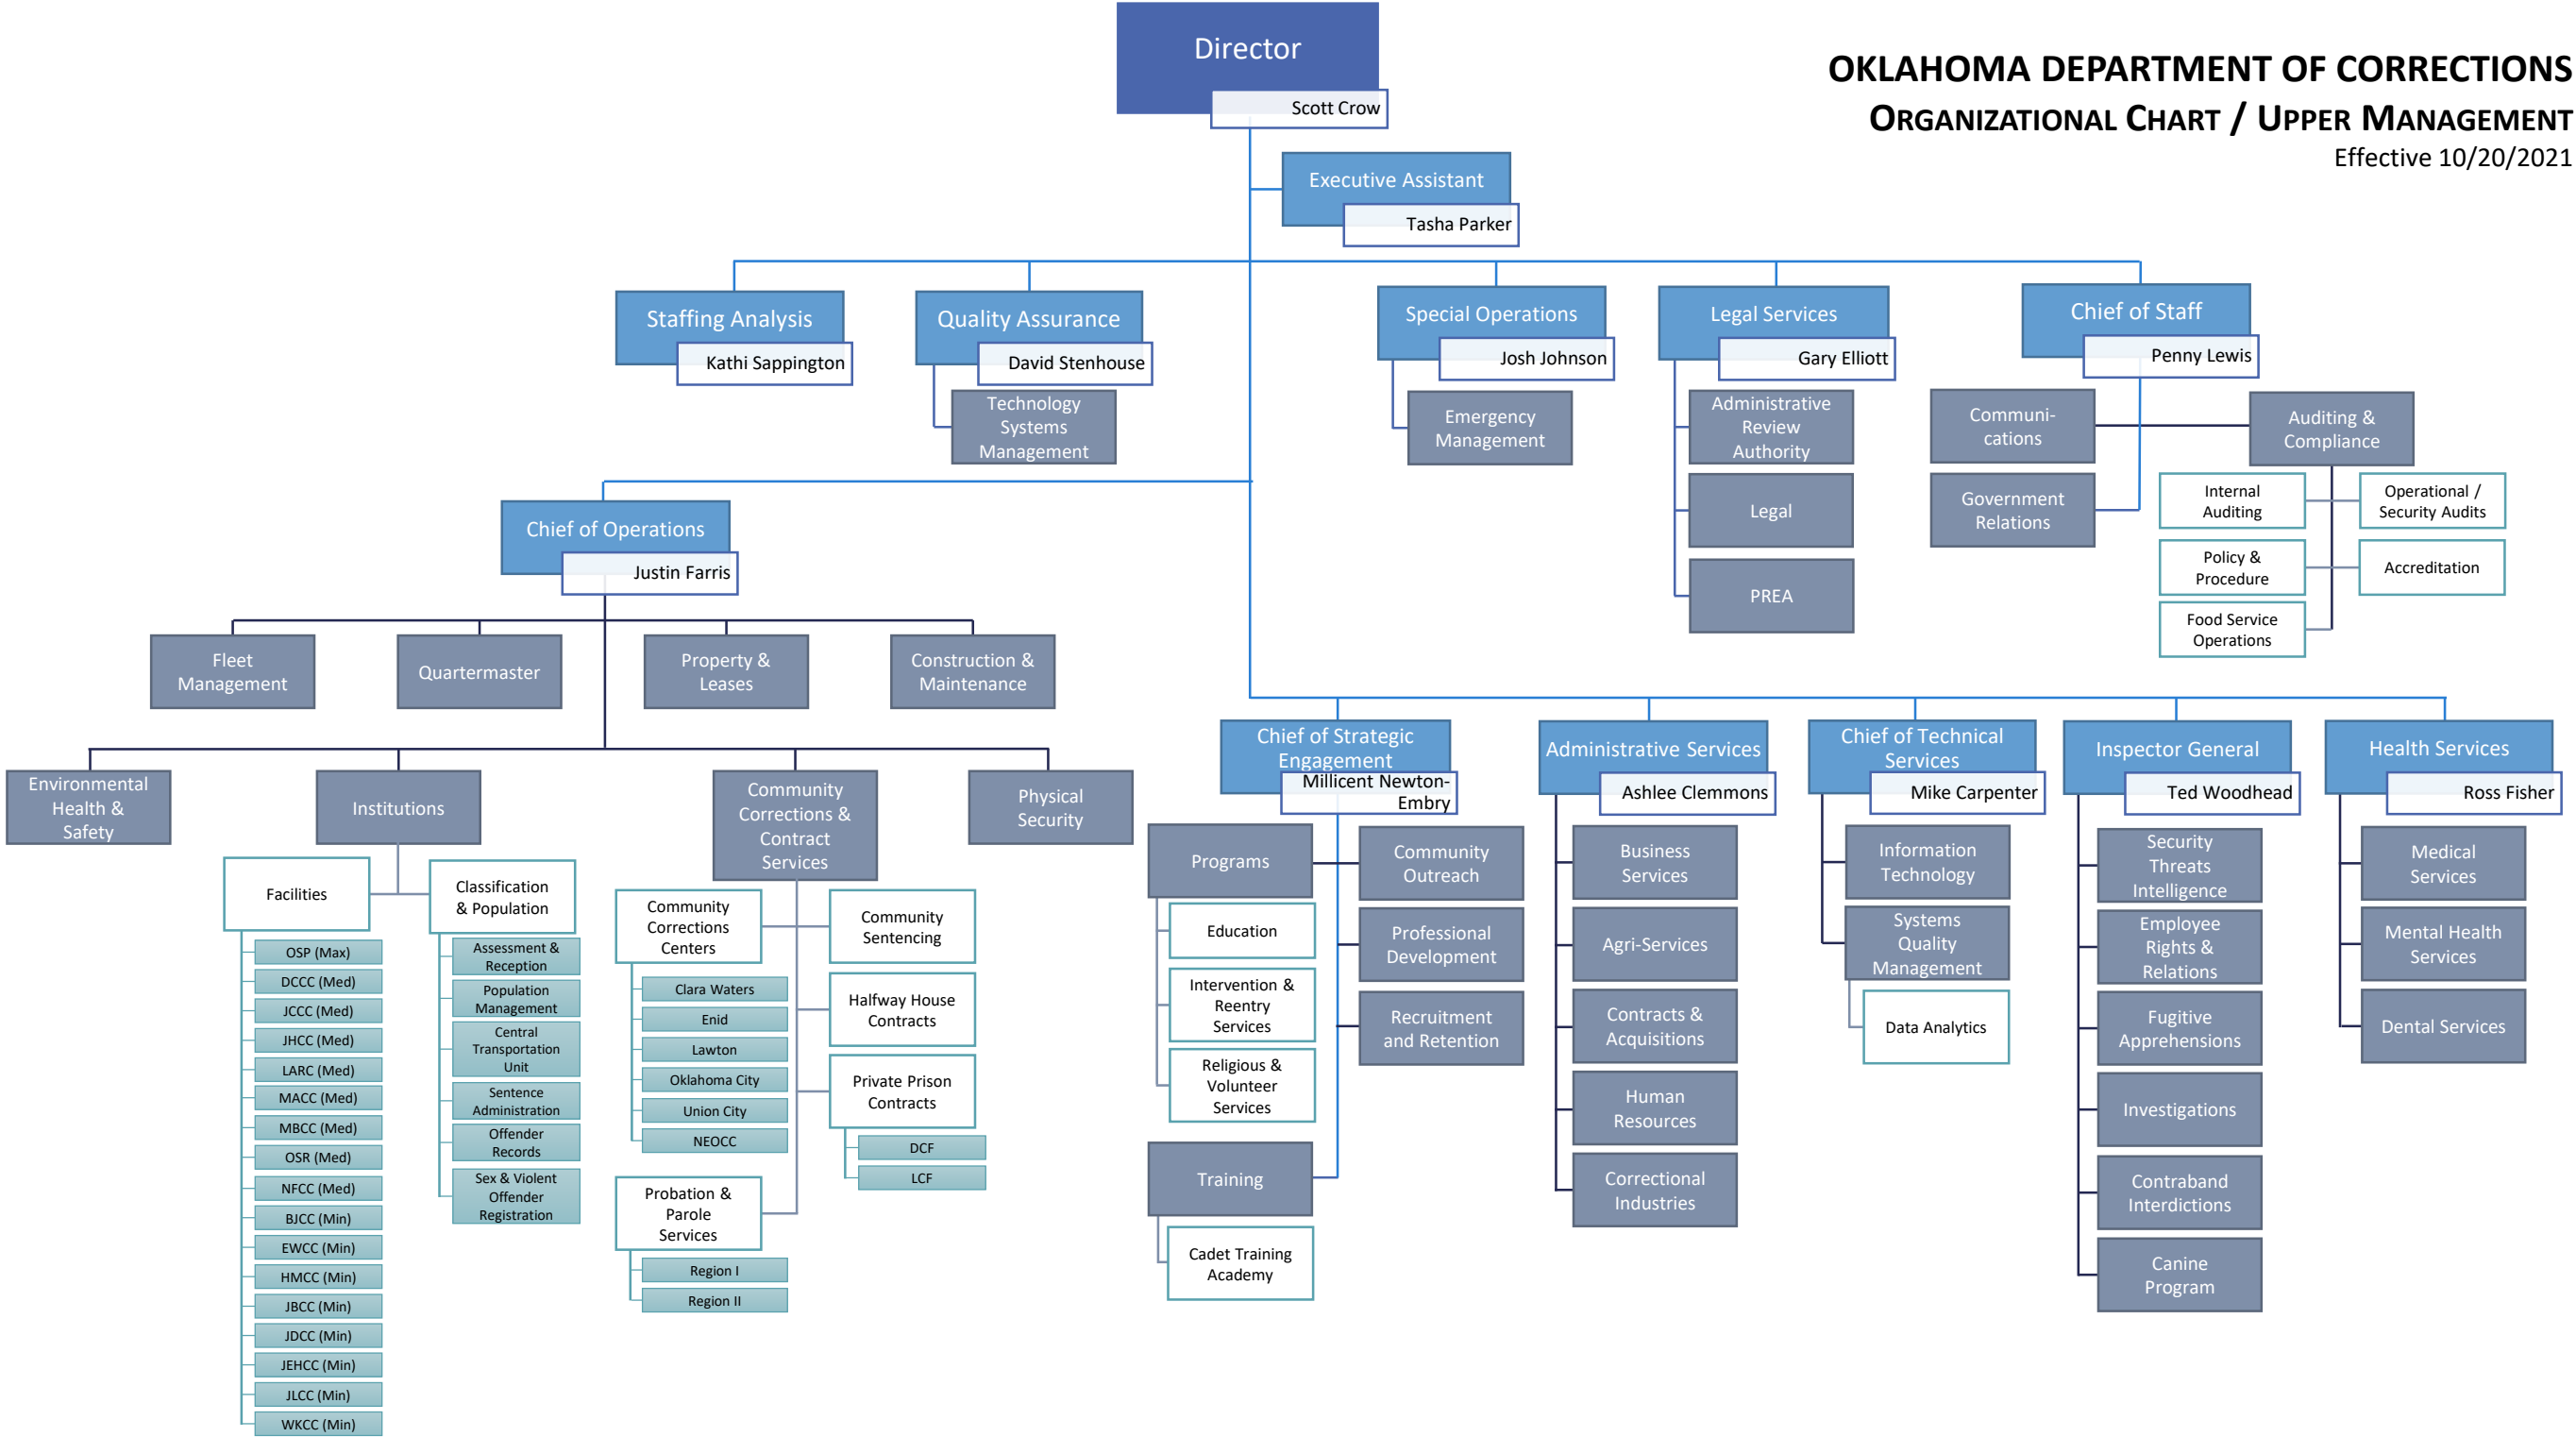 Director
Scott Crow
OKLAHOMA DEPARTMENT OF CORRECTIONS
ORGANIZATIONAL CHART / UPPER MANAGEMENT
Effective 10/20/2021
Executive Assistant
Tasha Parker
Staffing Analysis
Kathi Sappington
Quality Assurance
David Stenhouse
Technology
Systems
Management
Special Operations
Josh Johnson
Emergency
Management
Legal Services
Gary Elliott
Administrative
Review
Authority
Legal
PREA
Chief of Staff
Penny Lewis
Communi-
cations
Government
Relations
Auditing &
Compliance
Internal
Auditing
Operational /
Security Audits
Policy &
Procedure
Accreditation
Food Service
Operations
Chief of Operations
Justin Farris
Fleet
Management
Quartermaster
Property &
Leases
Construction &
Maintenance
Environmental
Health &
Safety
Institutions
Facilities
OSP (Max)
DCCC (Med)
JCCC (Med)
JHCC (Med)
LARC (Med)
MACC (Med)
MBCC (Med)
OSR (Med)
NFCC (Med)
BJCC (Min)
EWCC (Min)
HMCC (Min)
JBCC (Min)
JDCC (Min)
JEHCC (Min)
JLCC (Min)
WKCC (Min)
Classification
& Population
Assessment &
Reception
Population
Management
Central
Transportation
Unit
Sentence
Administration
Offender
Records
Sex & Violent
Offender
Registration
Community
Corrections &
Contract
Services
Community
Corrections
Centers
Clara Waters
Enid
Lawton
Oklahoma City
Union City
NEOCC
Probation &
Parole
Services
Region I
Region II
Community
Sentencing
Halfway House
Contracts
Private Prison
Contracts
DCF
LCF
Physical
Security
Chief of Strategic
Engagement
Millicent Newton-
Embry
Programs
Education
Intervention &
Reentry
Services
Religious &
Volunteer
Services
Training
Cadet Training
Academy
Community
Outreach
Professional
Development
Recruitment
and Retention
Administrative Services
Ashlee Clemmons
Business
Services
Agri-Services
Contracts &
Acquisitions
Human
Resources
Correctional
Industries
Chief of Technical
Services
Mike Carpenter
Information
Technology
Systems
Quality
Management
Data Analytics
Inspector General
Ted Woodhead
Security
Threats
Intelligence
Employee
Rights &
Relations
Fugitive
Apprehensions
Investigations
Contraband
Interdictions
Canine
Program
Health Services
Ross Fisher
Medical
Services
Mental Health
Services
Dental Services